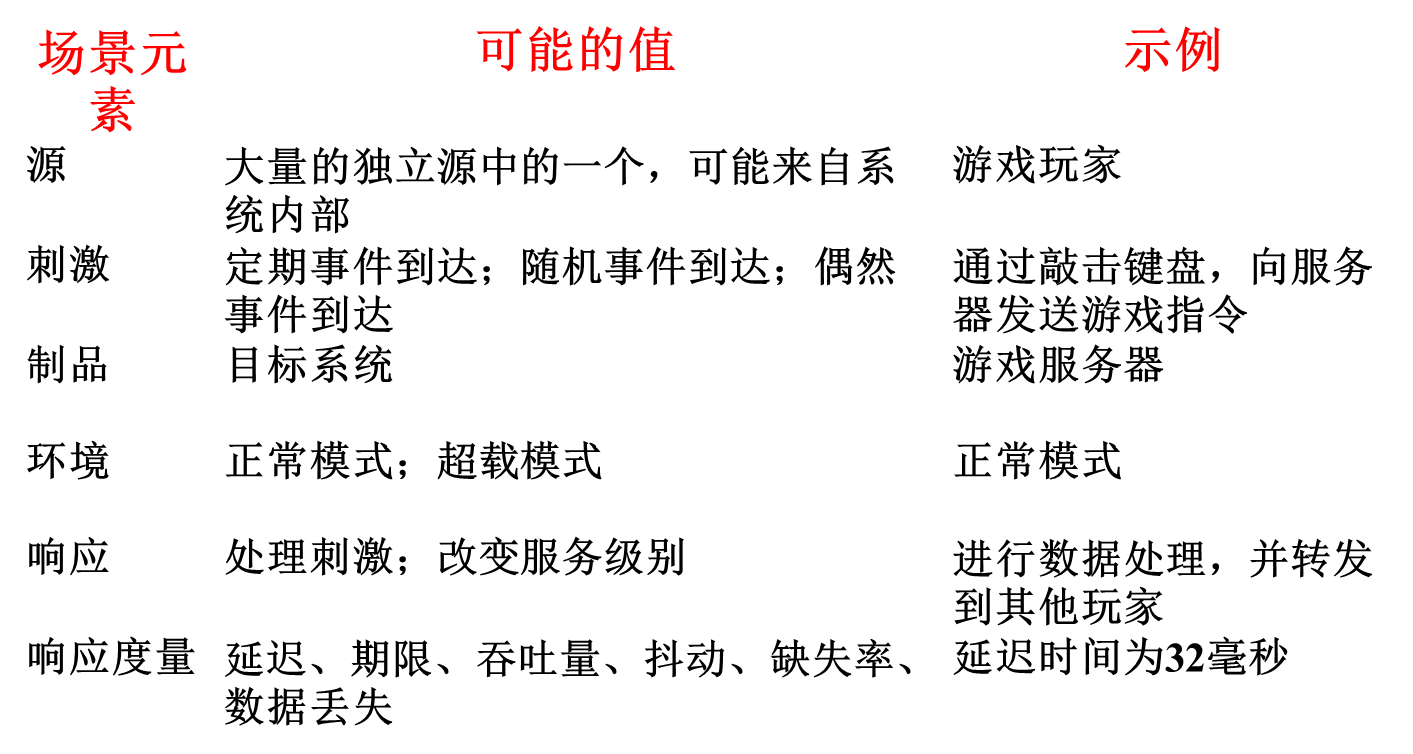 场景元素 可能的值 示例
源 大量的独立源中的一个，可能来自系统内部 游戏玩家
刺激 定期事件到达；随机事件到达；偶然事件到达 通过敲击键盘，向服务器发送游戏指令
制品 目标系统 游戏服务器
环境 正常模式；超载模式 正常模式
响应 处理刺激；改变服务级别 进行数据处理，并转发到其他玩家
响应度量 延迟、期限、吞吐量、抖动、缺失率、数据丢失 延迟时间为32毫秒